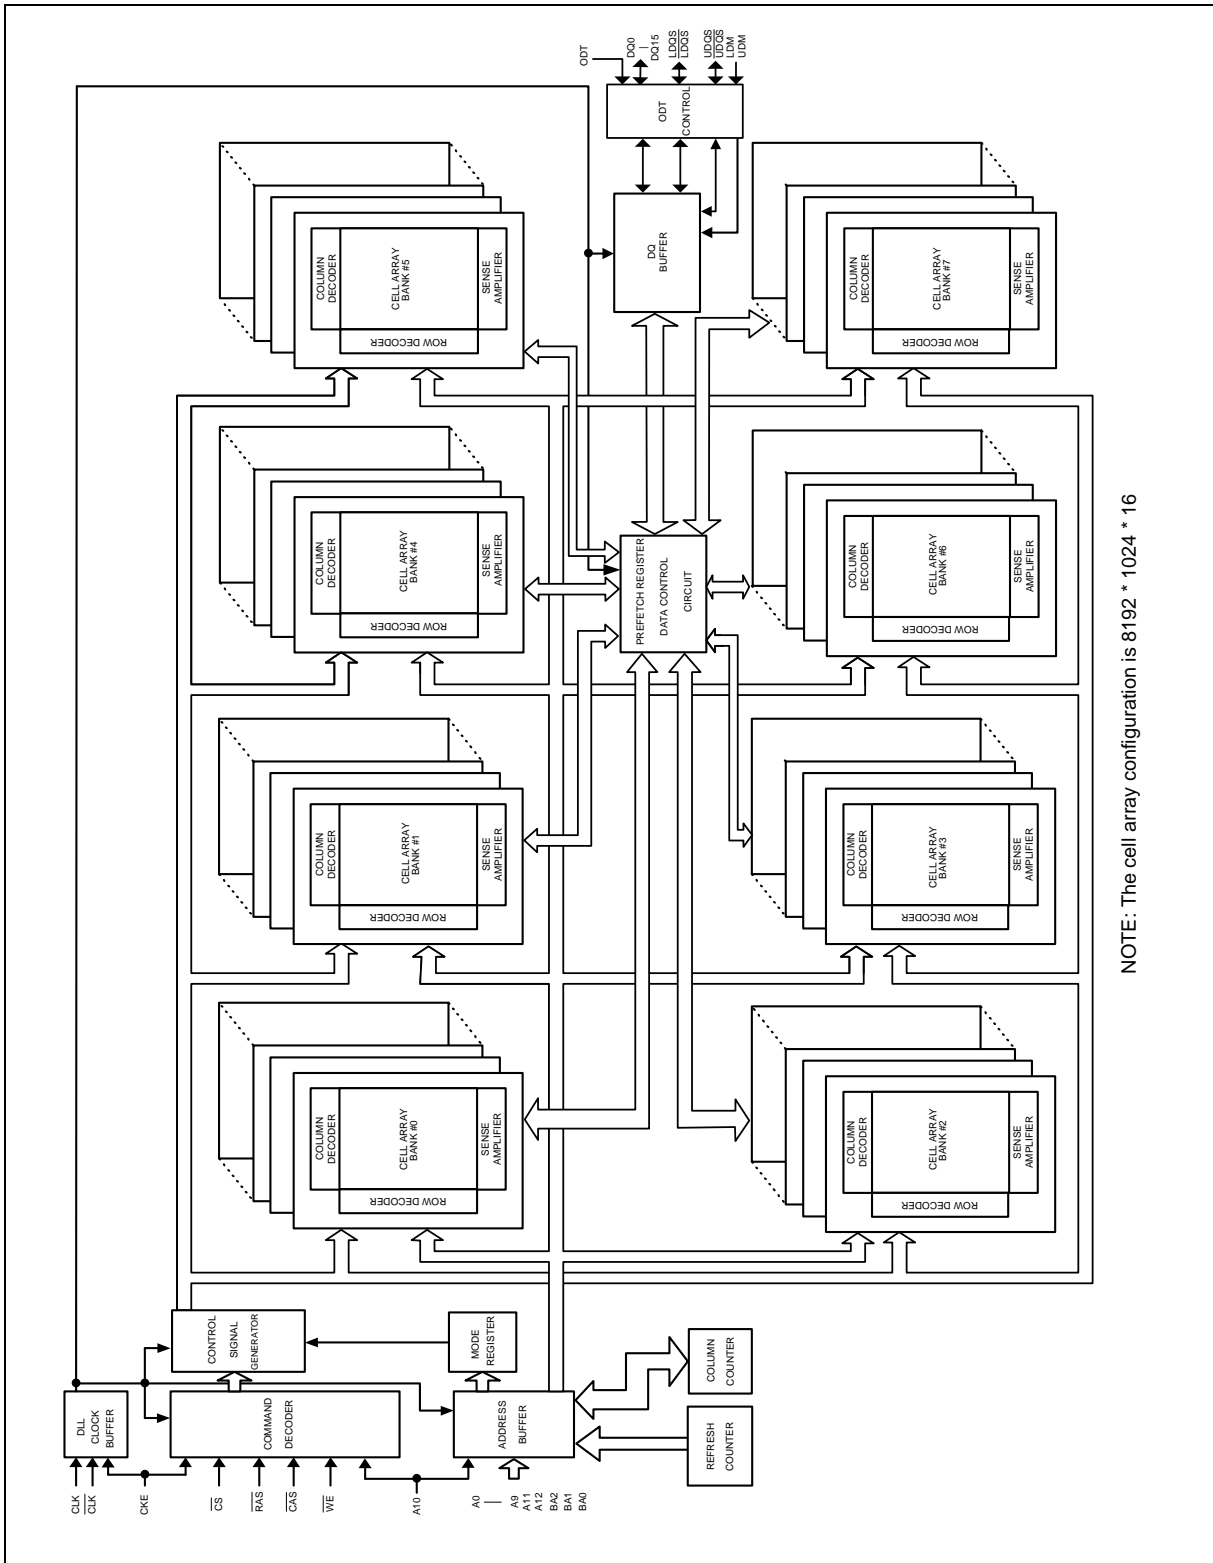 CLK
CLK
CKE
CS
RAS
CAS
WE
A10
A0
A9
A11
A12
BA2
BA1
BA0
DLL
CLOCK
BUFFER
COMMAND
DECODER
ADDRESS
BUFFER
REFRESH
COUNTER
COLUMN
COUNTER
CONTROL
SIGNAL
GENERATOR
MODE
REGISTER
COLUMN
DECODER
CELL ARRAY
BANK #0
SENSE
AMPLIFIER
ROW DECODER
COLUMN
DECODER
CELL ARRAY
BANK #1
SENSE
AMPLIFIER
ROW DECODER
COLUMN
DECODER
CELL ARRAY
BANK #4
SENSE
AMPLIFIER
ROW DECODER
COLUMN
DECODER
CELL ARRAY
BANK #5
SENSE
AMPLIFIER
ROW DECODER
PREFETCH REGISTER
DATA CONTROL
CIRCUIT
DQ
BUFFER
ODT
CONTROL
ODT
DQ0
|
DQ15
LDQS
LDQS
UDQS
UDQS
LDM
UDM
COLUMN
DECODER
CELL ARRAY
BANK #2
SENSE
AMPLIFIER
ROW DECODER
COLUMN
DECODER
CELL ARRAY
BANK #3
SENSE
AMPLIFIER
ROW DECODER
COLUMN
DECODER
CELL ARRAY
BANK #6
SENSE
AMPLIFIER
ROW DECODER
COLUMN
DECODER
CELL ARRAY
BANK #7
SENSE
AMPLIFIER
ROW DECODER
NOTE: The cell array configuration is 8192 * 1024 * 16